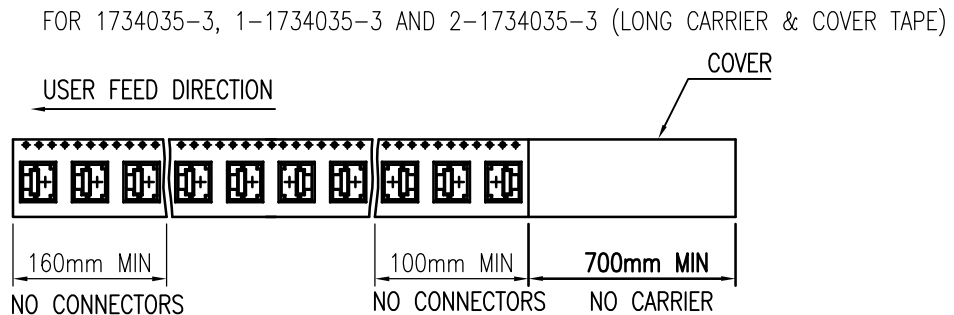 FOR 1734035-3, 1-1734035-3 AND 2-1734035-3 (LONG CARRIER & COVER TAPE)
COVER
USER FEED DIRECTION
160mm MIN
100mm MIN
700mm MIN
NO CONNECTORS
NO CONNECTORS
NO CARRIER